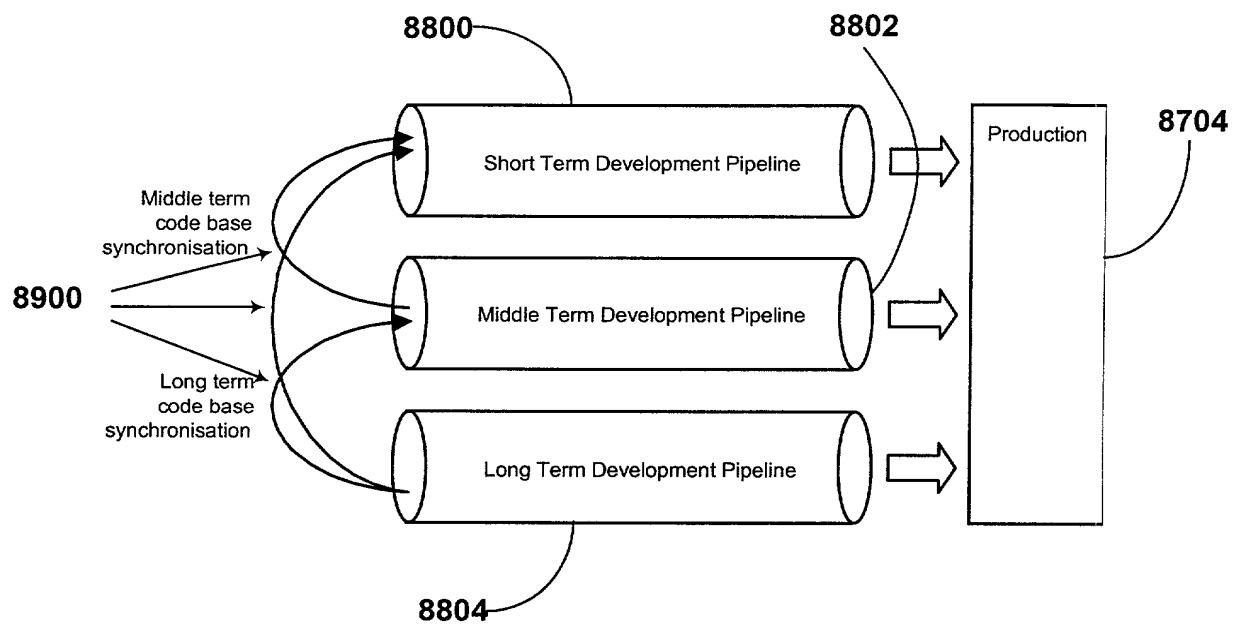 8800
8802
Production
8704
Short Term Development Pipeline
Middle term
code base
synchronisation
8900
Middle Term Development Pipeline
Long term
code base
synchronisation
Long Term Development Pipeline
8804